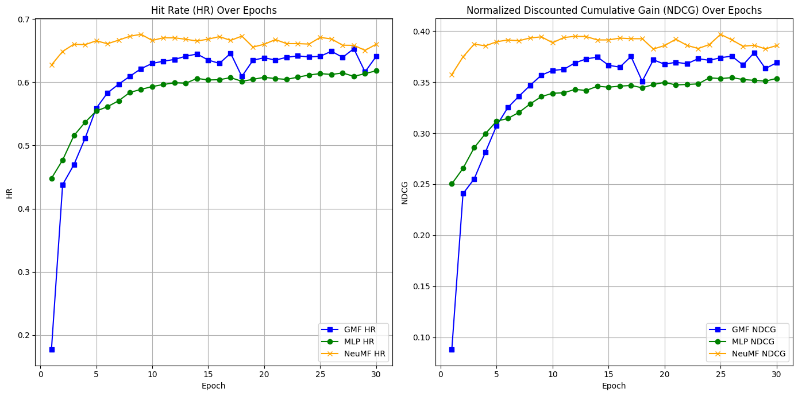 Hit Rate (HR) Over Epochs
0.7
0.6
0.5
0.4
0.3
0.2
HR
0
5
10
15
20
25
30
Epoch
GMF HR
MLP HR
NeuMF HR
Normalized Discounted Cumulative Gain (NDCG) Over Epochs
0.40
0.35
0.30
0.25
0.20
0.15
0.10
NDCG
0
5
10
15
20
25
30
Epoch
GMF NDCG
MLP NDCG
NeuMF NDCG